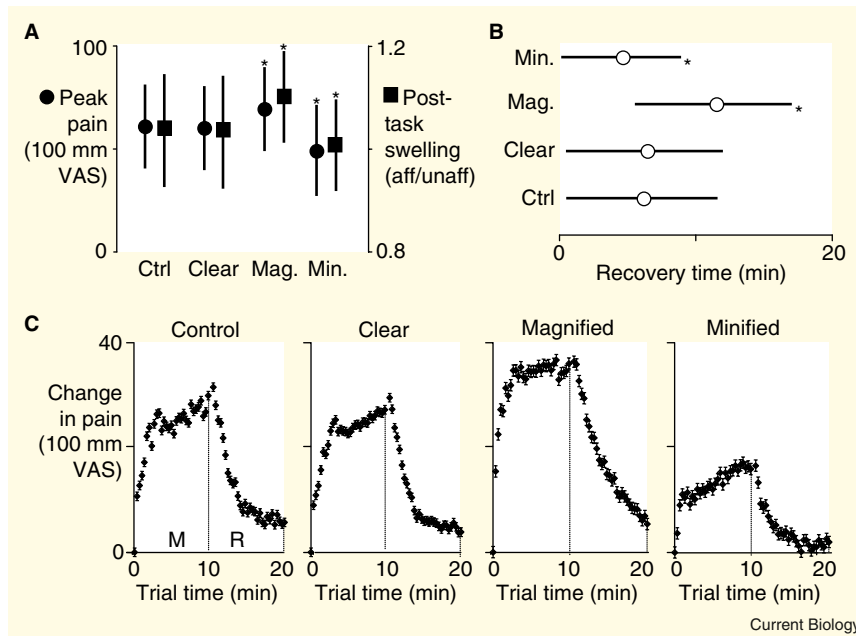 A
100
Peak
pain
(100 mm
VAS)
0
* * * *
1.2
Post-
task
swelling
(aff/unaff)
0.8
Ctrl Clear Mag. Min.
B
Min. *
Mag. *
Clear
Ctrl
0 20
Recovery time (min)
C
Control Clear Magnified Minified
40
Change
in pain
(100 mm
VAS)
0
M R
0 10 20 0 10 20 0 10 20 0 10 20
Trial time (min) Trial time (min) Trial time (min) Trial time (min)
Current Biology